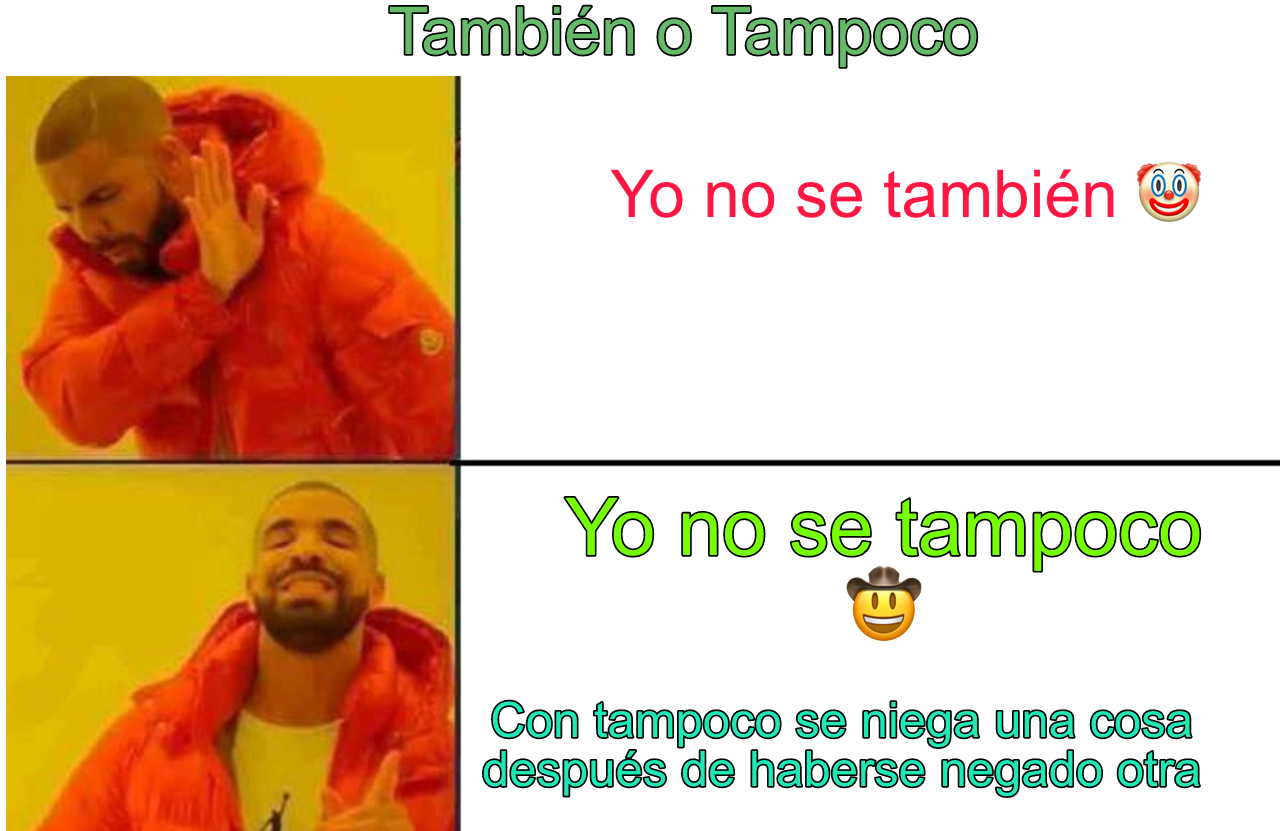 También o Tampoco
Yo no se también 🤡
Yo no se tampoco
🤠
Con tampoco se niega una cosa
después de haberse negado otra